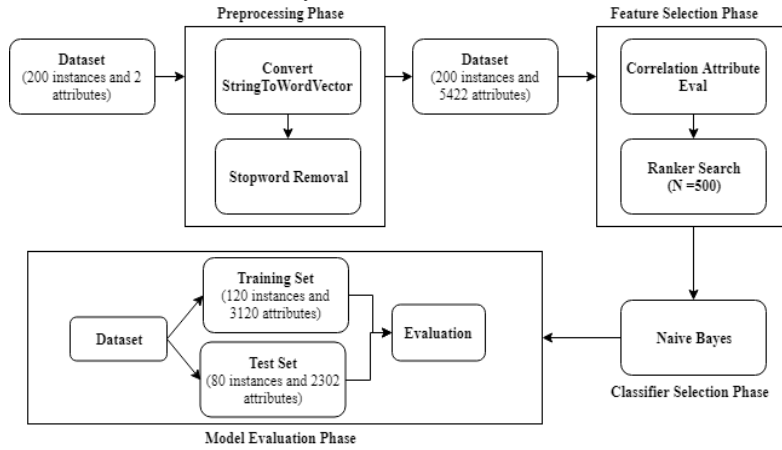 Preprocessing Phase
Feature Selection Phase
Dataset
(200 instances and 2
attributes)
Convert
StringToWordVector
Stopword Removal
Dataset
(200 instances and
5422 attributes)
Correlation Attribute
Eval
Ranker Search
(N =500)
Training Set
(120 instances and
3120 attributes)
Dataset
Evaluation
Test Set
(80 instances and 2302
attributes)
Naive Bayes
Classifier Selection Phase
Model Evaluation Phase